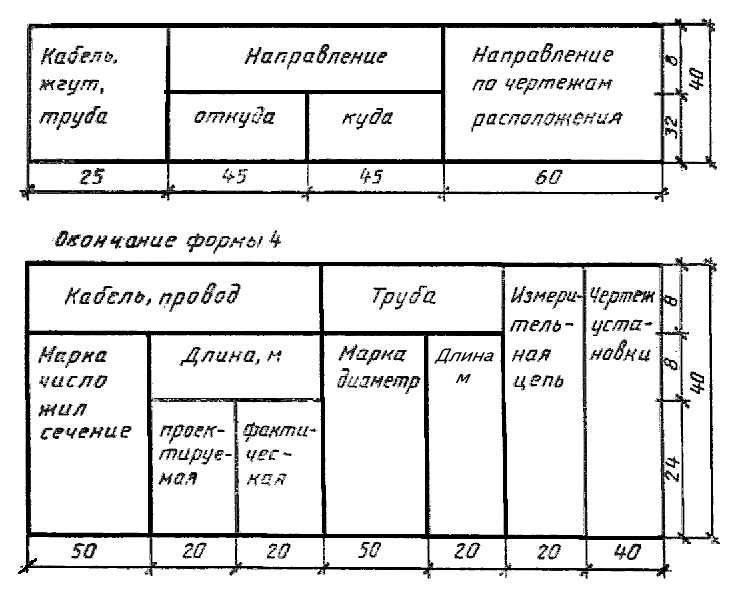 Кабель,
жгут,
труба
Направление
откуда
куда
Направление
по чертежам
расположения
8
32
40
25
45
45
60
Окончание формы 4
Кабель, провод
Труба
Измери-
тель-
ная
цепь
Чертеж
уста-
новки
Марка
число
жил
сечение
Длина, м
проек-
тируе-
мая
факти-
чес-
кая
Марка
диаметр
Длина
м
8
8
24
40
50
20
20
50
20
20
40